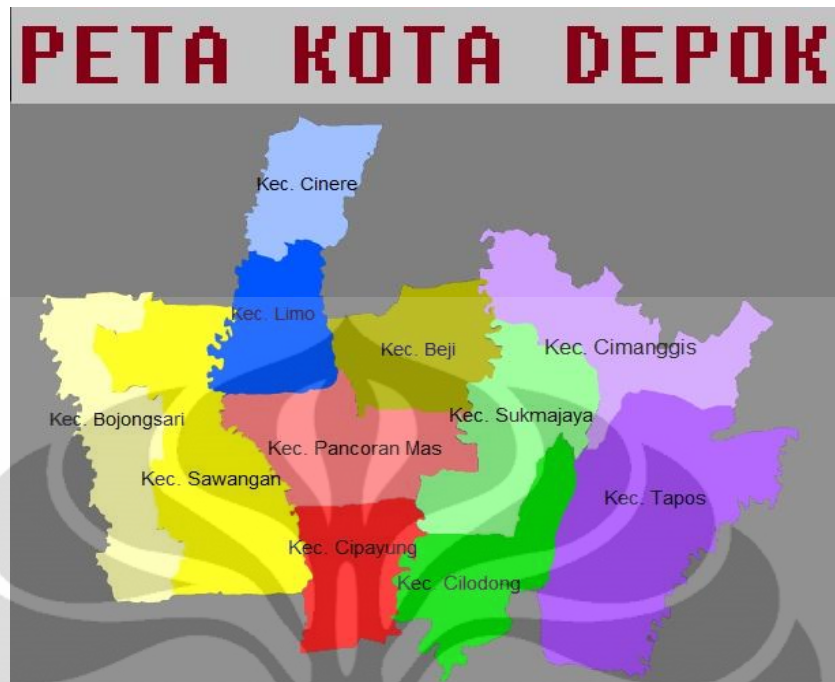 PETA KOTA DEPOK
Kec. Cinere
Kec. Limo
Kec. Beji
Kec. Cimanggis
Kec. Bojongsari
Kec. Sukmajaya
Kec. Pancoran Mas
Kec. Sawangan
Kec. Tapos
Kec. Cipayung
Kec. Cilodong